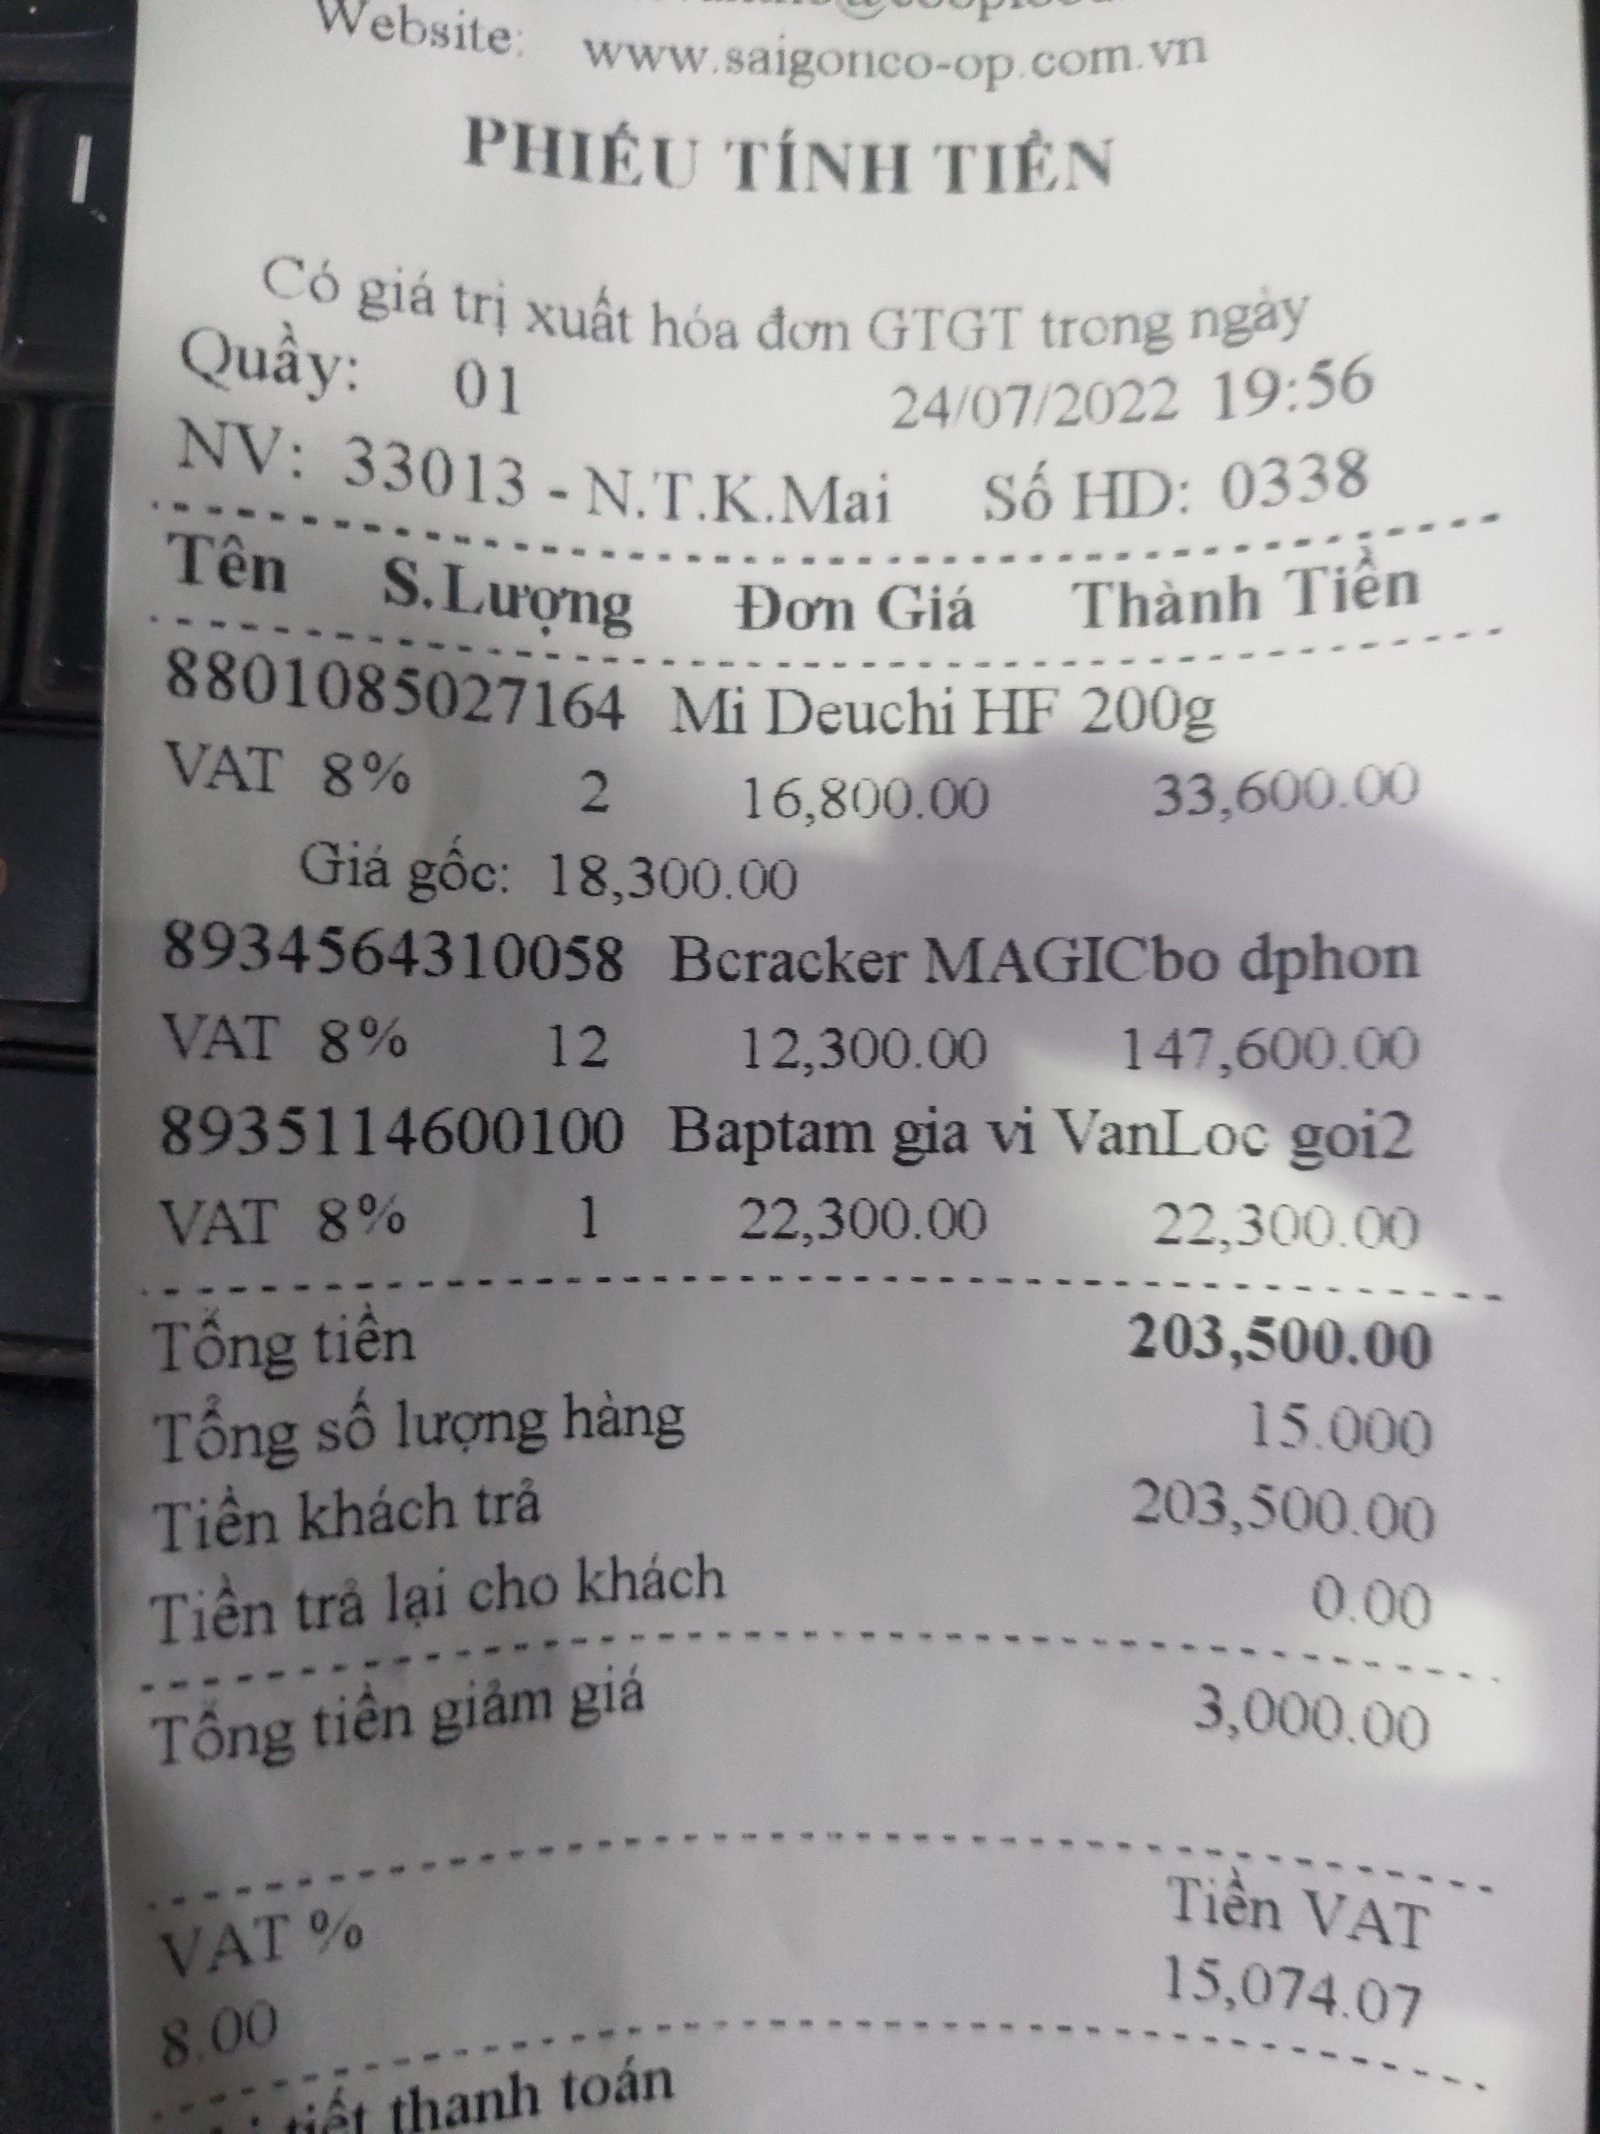 Website: www.saigonco-op.com.vn
PHIẾU TÍNH TIỀN
Có giá trị xuất hóa đơn GTGT trong ngày
Quầy: 01 24/07/2022 19:56
NV: 33013 - N.T.K.Mai Số HD: 0338
Tên S.Lượng Đơn Giá Thành Tiền
8801085027164 Mi Deuchi HF 200g
VAT 8% 2 16,800.00 33,600.00
Giá gốc: 18,300.00
8934564310058 Bcracker MAGICbo dphon
VAT 8% 12 12,300.00 147,600.00
8935114600100 Baptam gia vi VanLoc goi2
VAT 8% 1 22,300.00 22,300.00
Tổng tiền 203,500.00
Tổng số lượng hàng 15.000
Tiền khách trả 203,500.00
Tiền trả lại cho khách 0.00
Tổng tiền giảm giá 3,000.00
VAT % Tiền VAT
8.00 15,074.07
tiết thanh toán